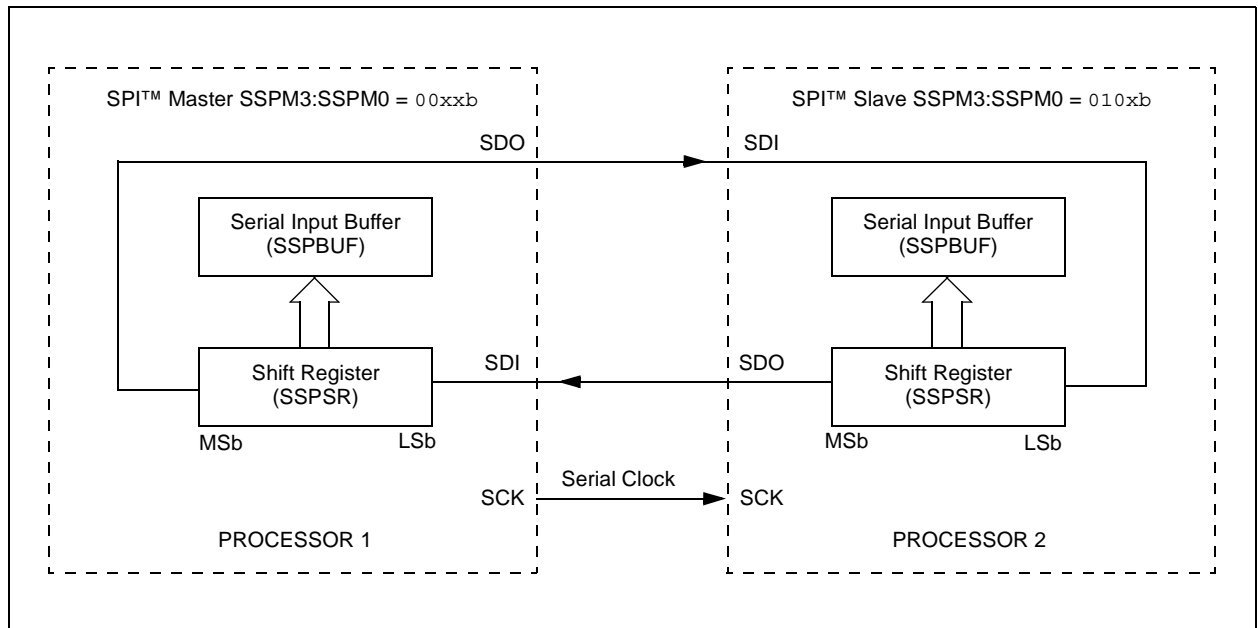 SPI™ Master SSPM3:SSPM0 = 00xxb
SPI™ Slave SSPM3:SSPM0 = 010xb
SDO
SDI
Serial Input Buffer
(SSPBUF)
Serial Input Buffer
(SSPBUF)
Shift Register
(SSPSR)
SDI
SDO
Shift Register
(SSPSR)
MSb
LSb
MSb
LSb
SCK
Serial Clock
SCK
PROCESSOR 1
PROCESSOR 2